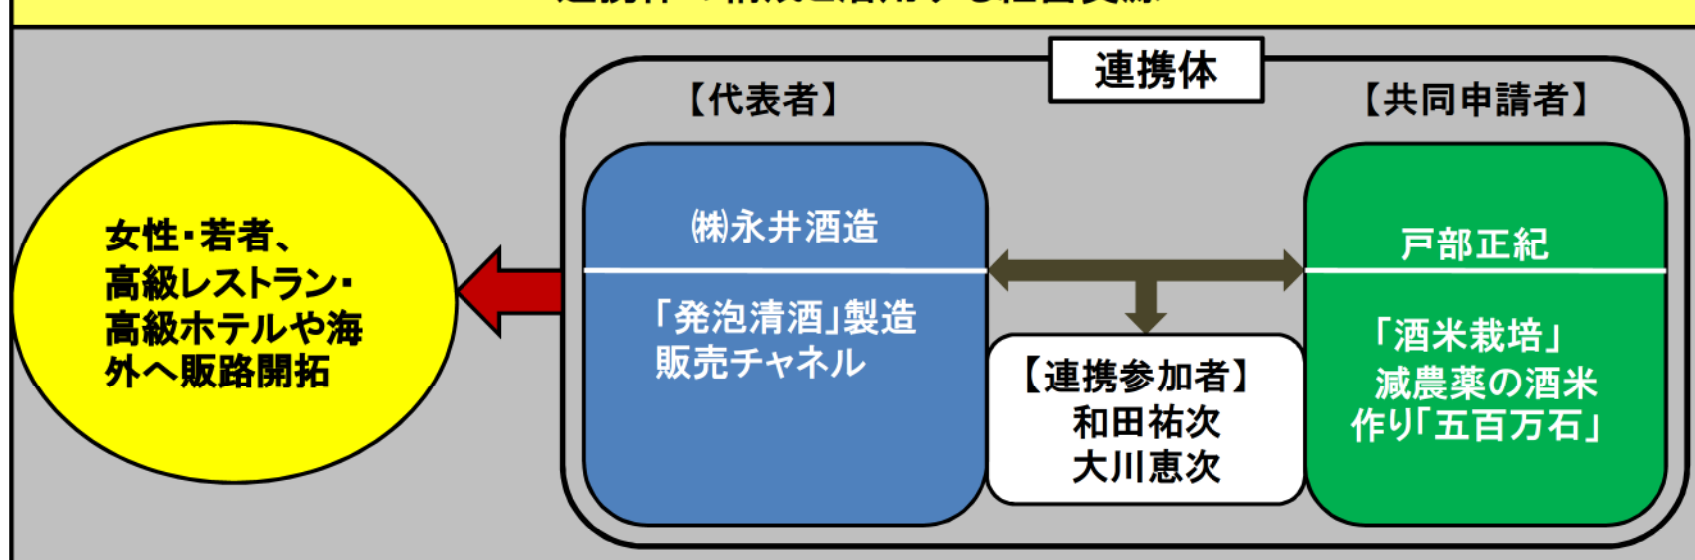 連携体
【代表者】
【共同申請者】
㈱永井酒造
戸部正紀
女性・若者、
高級レストラン・
高級ホテルや海
外へ販路開拓
「発泡清酒」製造
販売チャネル
「酒米栽培」
減農薬の酒米
作り「五百万石」
【連携参加者】
和田祐次
大川恵次